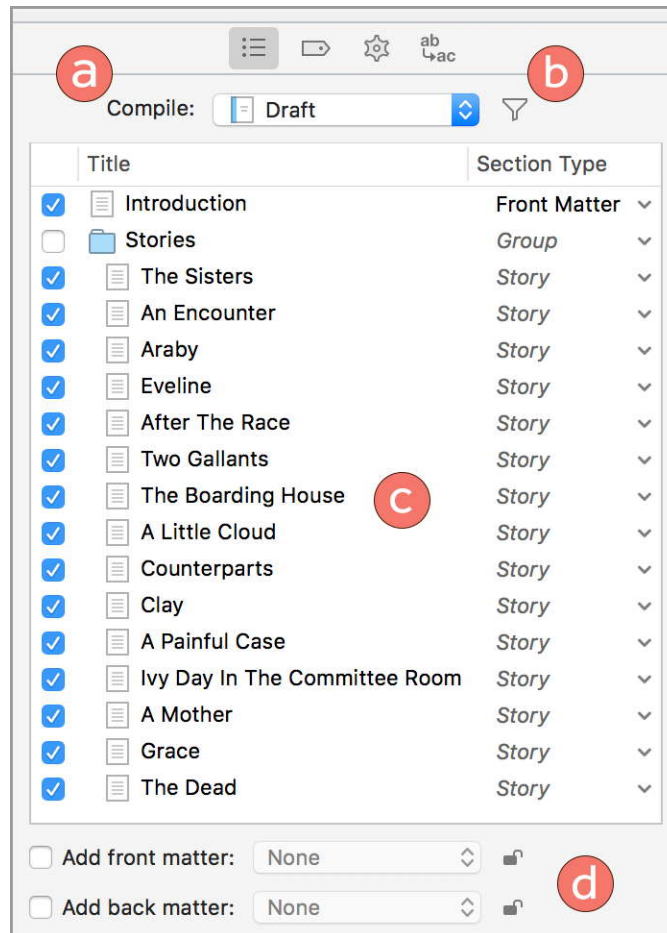 ab
ac
a
b
Compile: Draft
Title Section Type
Introduction Front Matter
Stories Group
The Sisters Story
An Encounter Story
Araby Story
Eveline Story
After The Race Story
Two Gallants Story
The Boarding House c Story
A Little Cloud Story
Counterparts Story
Clay Story
A Painful Case Story
Ivy Day In The Committee Room Story
A Mother Story
Grace Story
The Dead Story
Add front matter: None
d
Add back matter: None